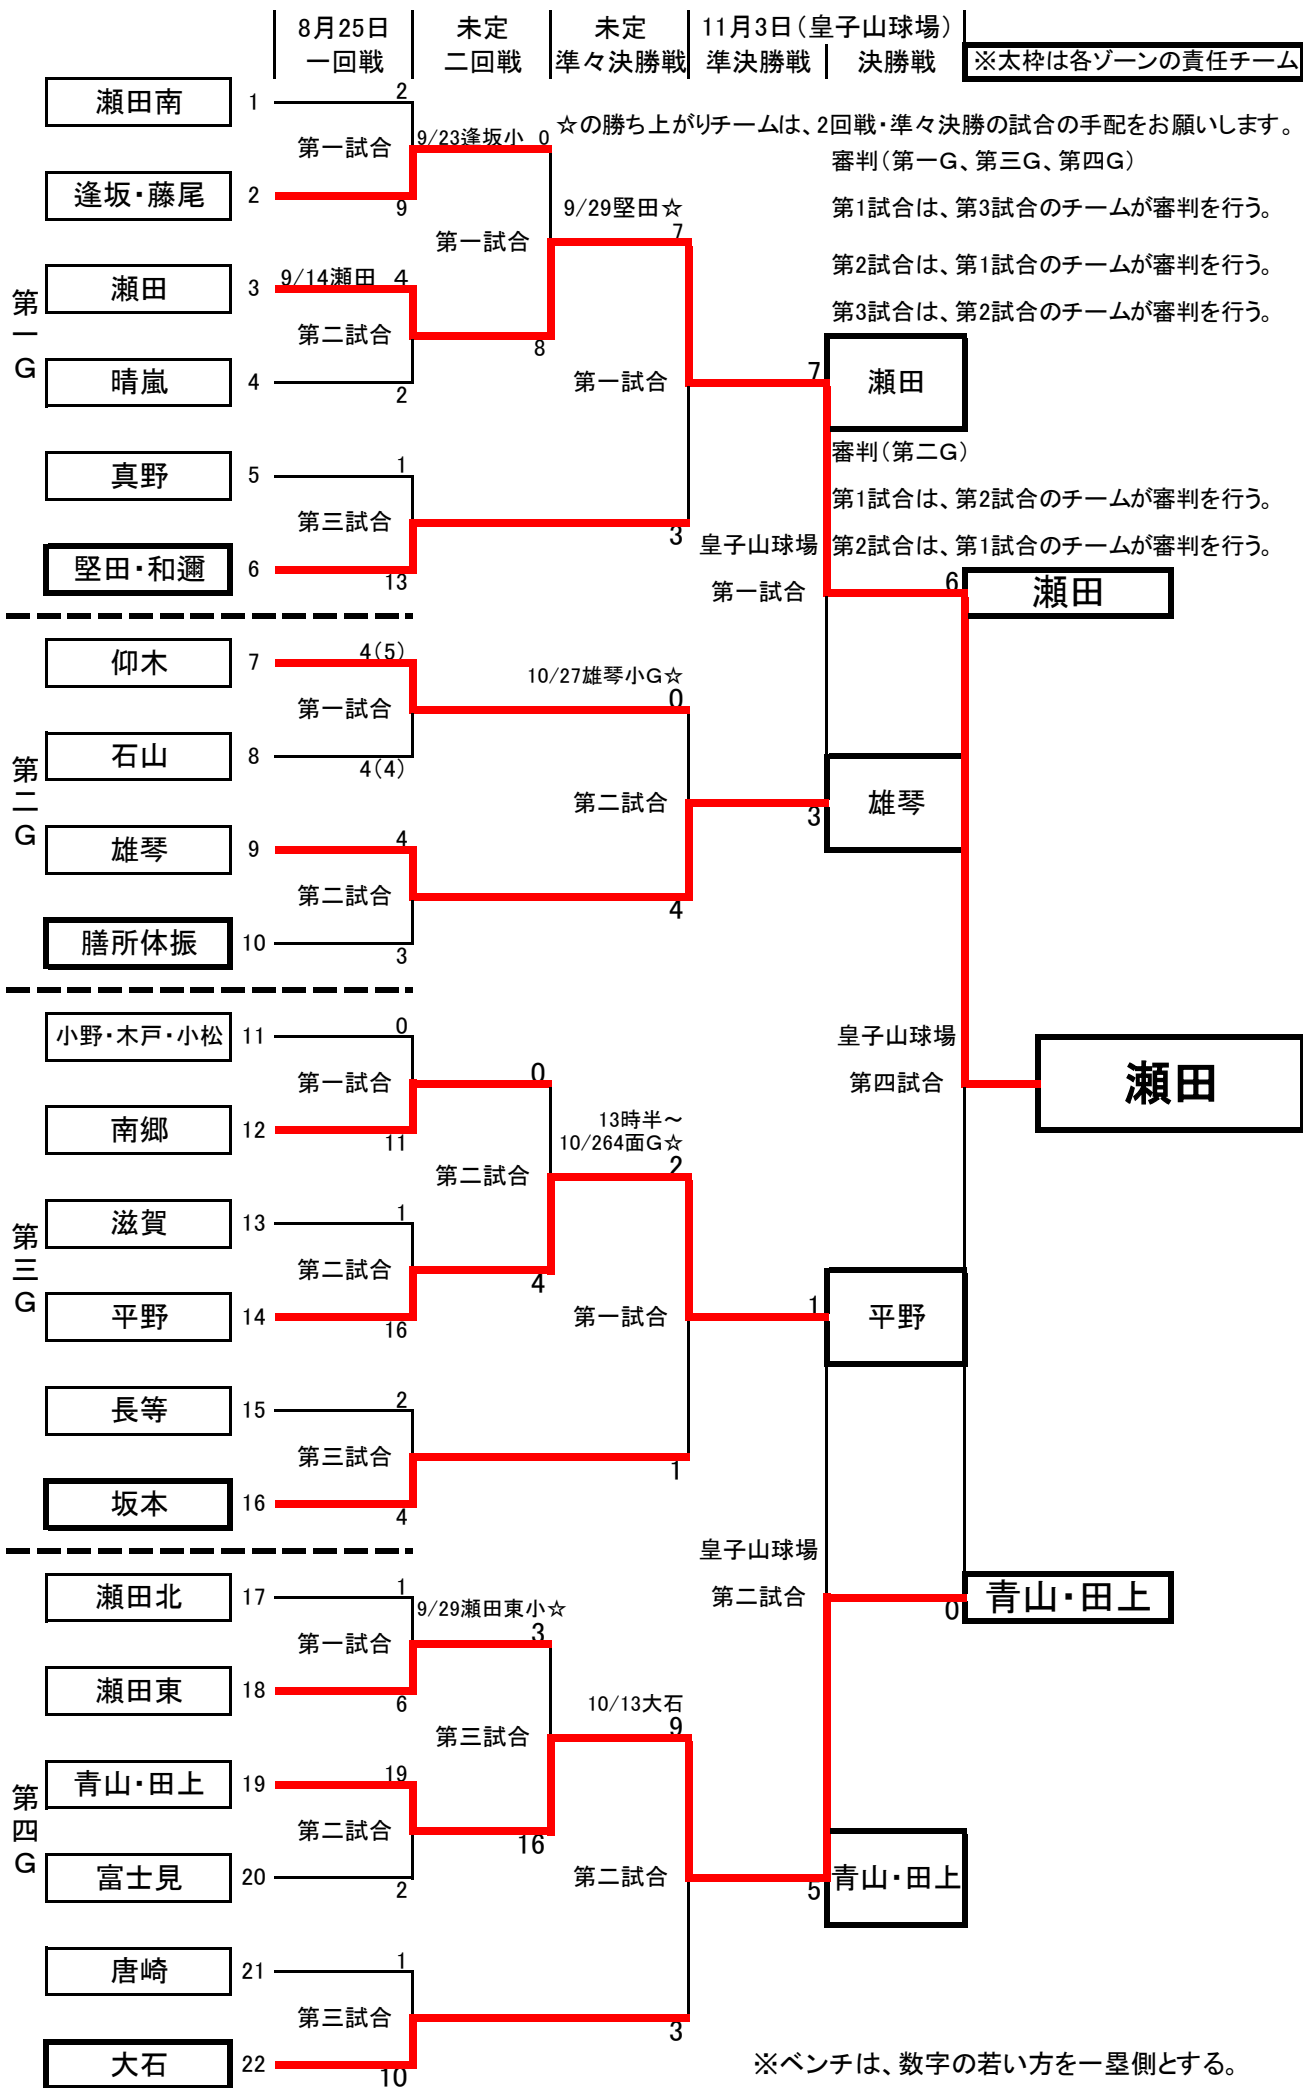 8月25日 未定 未定 11月3日(皇子山球場)
一回戦 二回戦 準々決勝戦 準決勝戦 決勝戦 ※太枠は各ゾーンの責任チーム
瀬田南 1 2
☆の勝ち上がりチームは、2回戦・準々決勝の試合の手配をお願いします。
第一試合 9/23逢坂小 0
審判(第一G、第三G、第四G)
逢坂・藤尾 2 9
9/29堅田☆ 第1試合は、第3試合のチームが審判を行う。
第一試合 7
第2試合は、第1試合のチームが審判を行う。
瀬田 3 9/14瀬田 4
第一G
第3試合は、第2試合のチームが審判を行う。
第二試合 8
晴嵐 4 2
第一試合 7 瀬田
審判(第二G)
真野 5 1
第1試合は、第2試合のチームが審判を行う。
第三試合 3
皇子山球場 第2試合は、第1試合のチームが審判を行う。
堅田・和邇 6 13
第一試合 6 瀬田
仰木 7 4(5)
10/27雄琴小G☆
第一試合 0
石山 8 4(4)
第二G
第二試合 3 雄琴
雄琴 9 4
第二試合 4
膳所体振 10 3
小野・木戸・小松 11 0
皇子山球場
第一試合 0
第四試合 瀬田
南郷 12 11
13時半～
10/264面G☆
第二試合 2
滋賀 13 1
第三G
第二試合 4
平野 14 16
第一試合 1 平野
長等 15 2
第三試合 1
坂本 16 4
皇子山球場
瀬田北 17 1
9/29瀬田東小☆
第二試合 0 青山・田上
第一試合 3
瀬田東 18 6
10/13大石
第三試合 9
青山・田上 19 19
第四G
第二試合 16
富士見 20 2
第二試合 5 青山・田上
唐崎 21 1
第三試合 3
大石 22 10
※ベンチは、数字の若い方を一塁側とする。